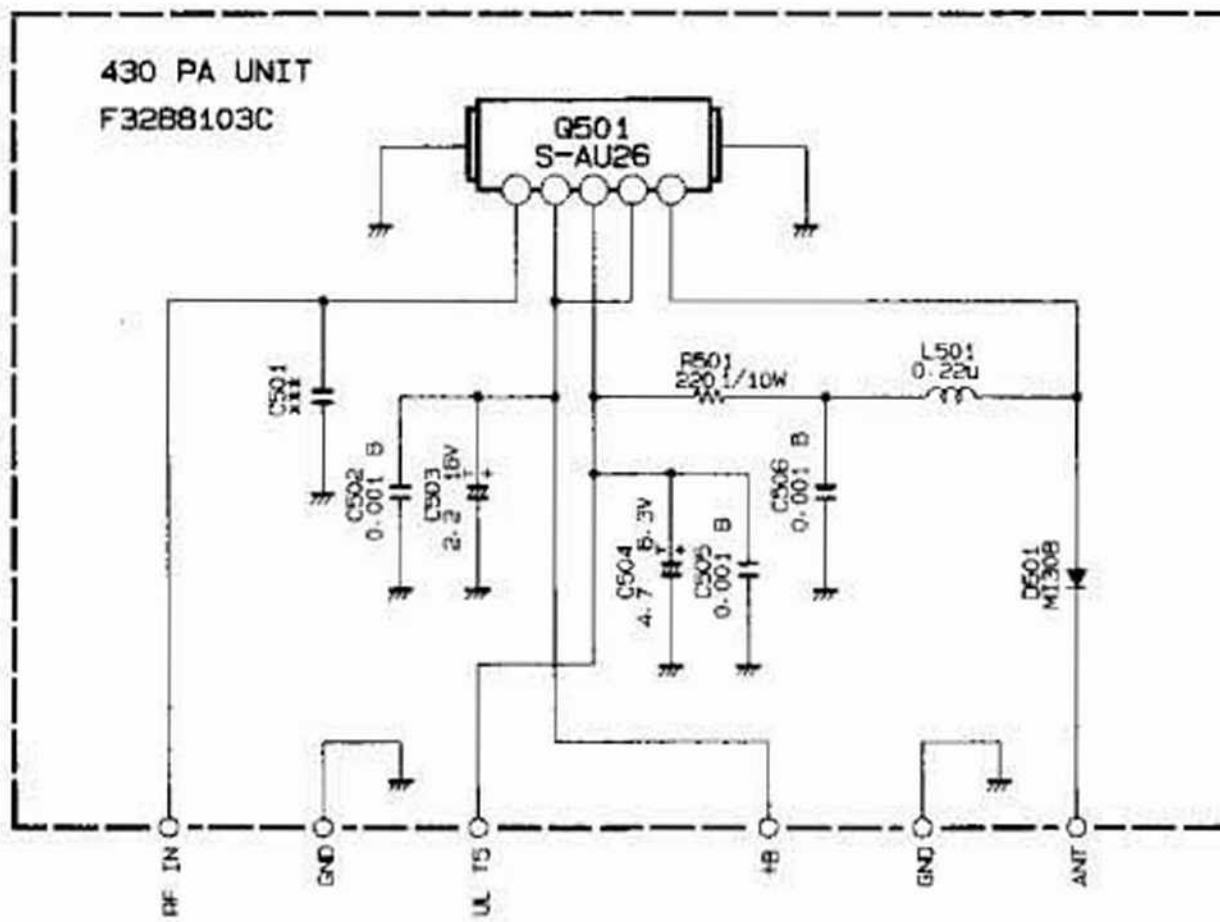 430 PA UNIT
F3288103C
Q501
S-AU26
C501
***
C502
0.001 B
C503
2.2 16V
R501
220 1/10W
L501
0.22u
C504
4.7 6.3V
C505
0.001 B
C506
0.001 B
D501
MI308
RF IN
GND
UL T5
+B
GND
ANT